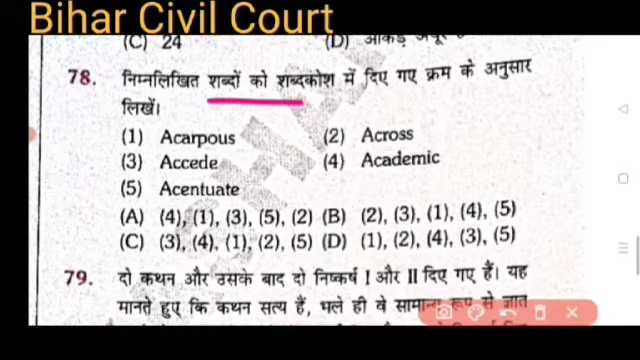 Bihar Civil Court
(C) 24 (D) आंकड़े अपूर्ण
78. निम्नलिखित शब्दों को शब्दकोश में दिए गए क्रम के अनुसार
लिखें।
(1) Acarpous (2) Across
(3) Accede (4) Academic
(5) Acentuate
(A) (4), (1), (3), (5), (2) (B) (2), (3), (1), (4), (5)
(C) (3), (4), (1), (2), (5) (D) (1), (2), (4), (3), (5)
79. दो कथन और उसके बाद दो निष्कर्ष I और II दिए गए हैं। यह
मानते हुए कि कथन सत्य हैं, भले ही वे सामान्य रूप से ज्ञात